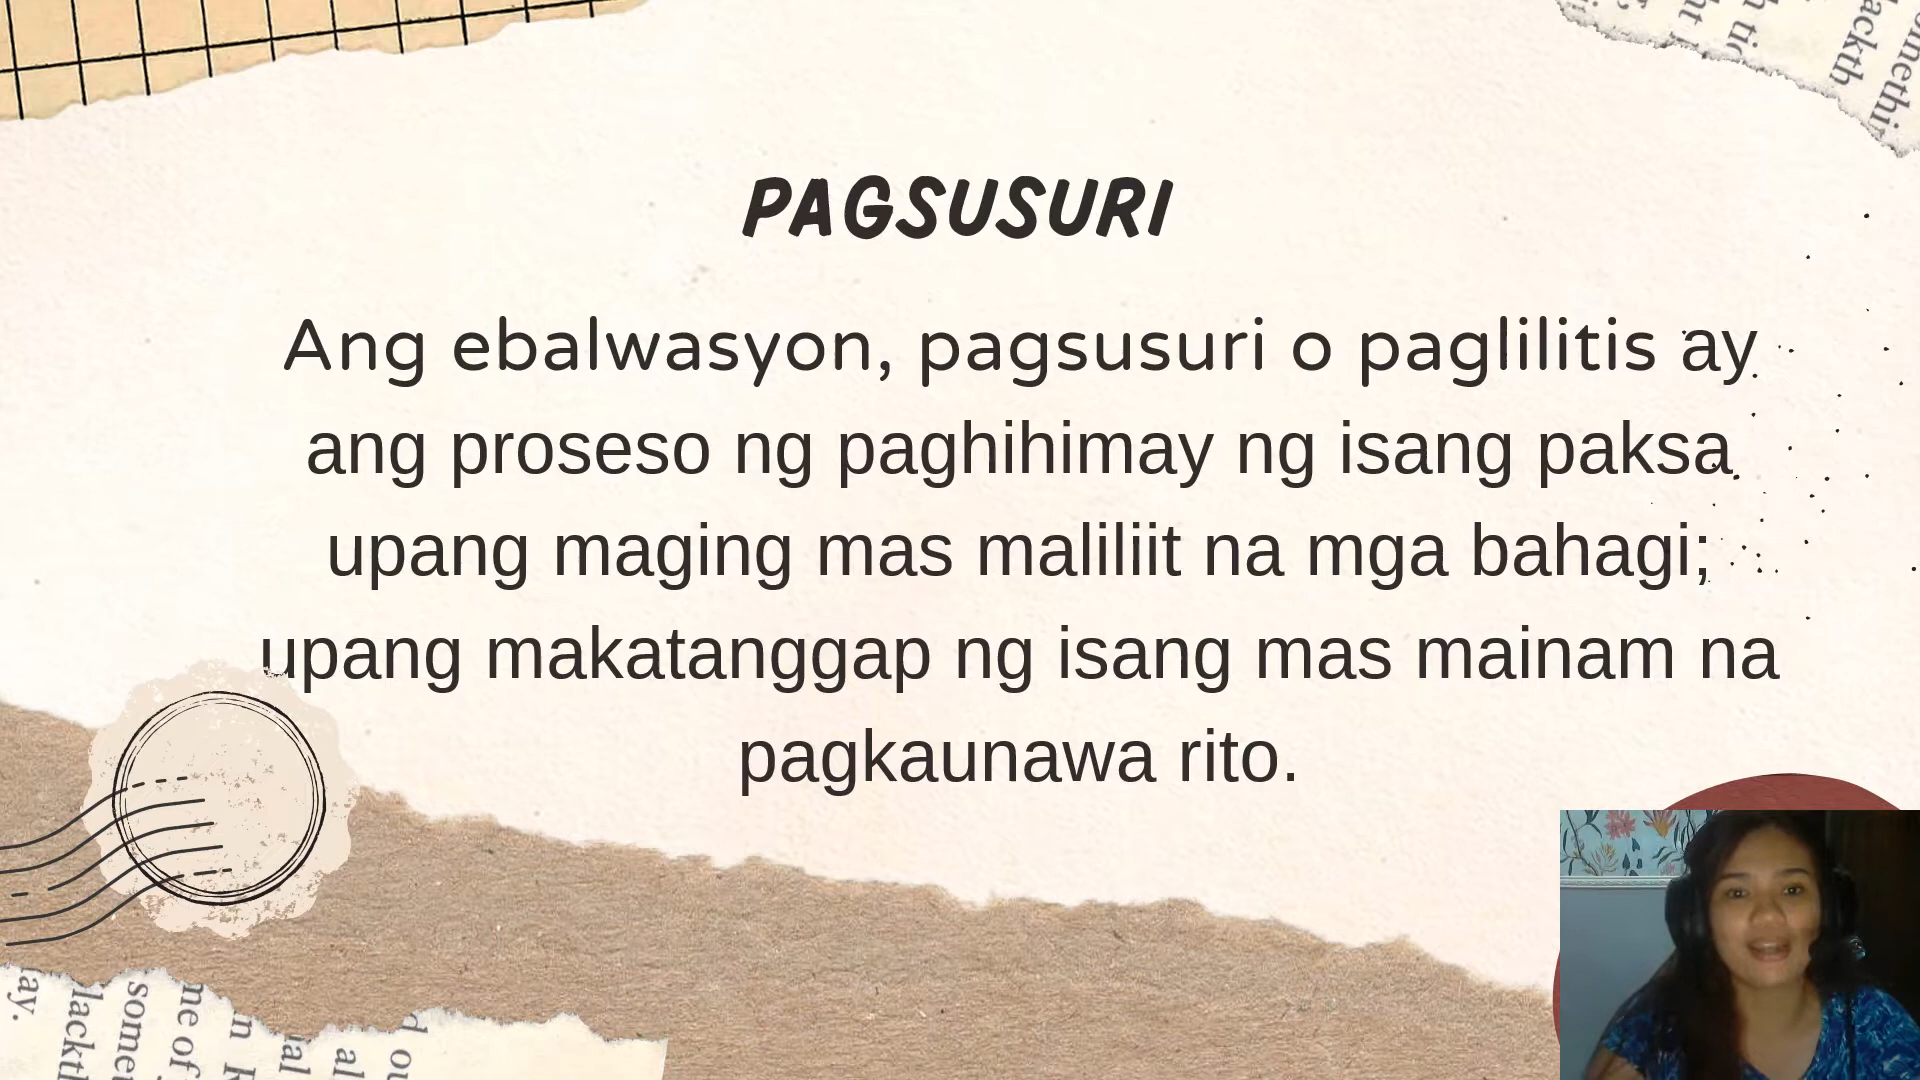 PAGSUSURI
Ang ebalwasyon, pagsusuri o paglilitis ay
ang proseso ng paghihimay ng isang paksa
upang maging mas maliliit na mga bahagi;
upang makatanggap ng isang mas mainam na
pagkaunawa rito.